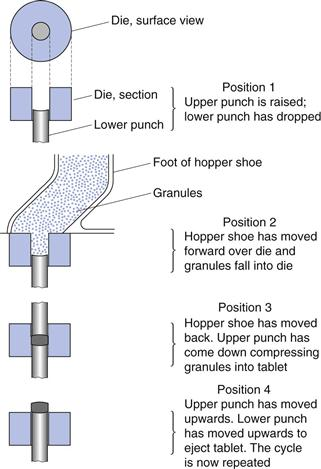 Die, surface view
Die, section
Lower punch
Position 1
Upper punch is raised;
lower punch has dropped
Foot of hopper shoe
Granules
Position 2
Hopper shoe has moved
forward over die and
granules fall into die
Position 3
Hopper shoe has moved
back. Upper punch has
come down compressing
granules into tablet
Position 4
Upper punch has moved
upwards. Lower punch
has moved upwards to
eject tablet. The cycle
is now repeated